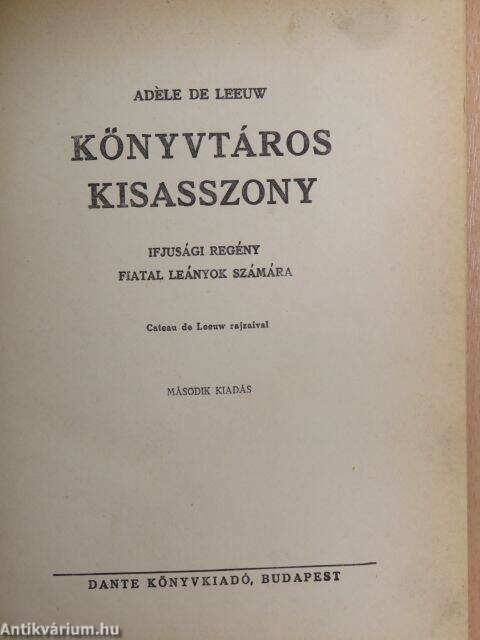 ADÈLE DE LEEUW
KÖNYVTÁROS
KISASSZONY
IFJUSÁGI REGÉNY
FIATAL LEÁNYOK SZÁMÁRA
Cateau de Leeuw rajzaival
MÁSODIK KIADÁS
DANTE KÖNYVKIADÓ, BUDAPEST
Antikvárium.hu